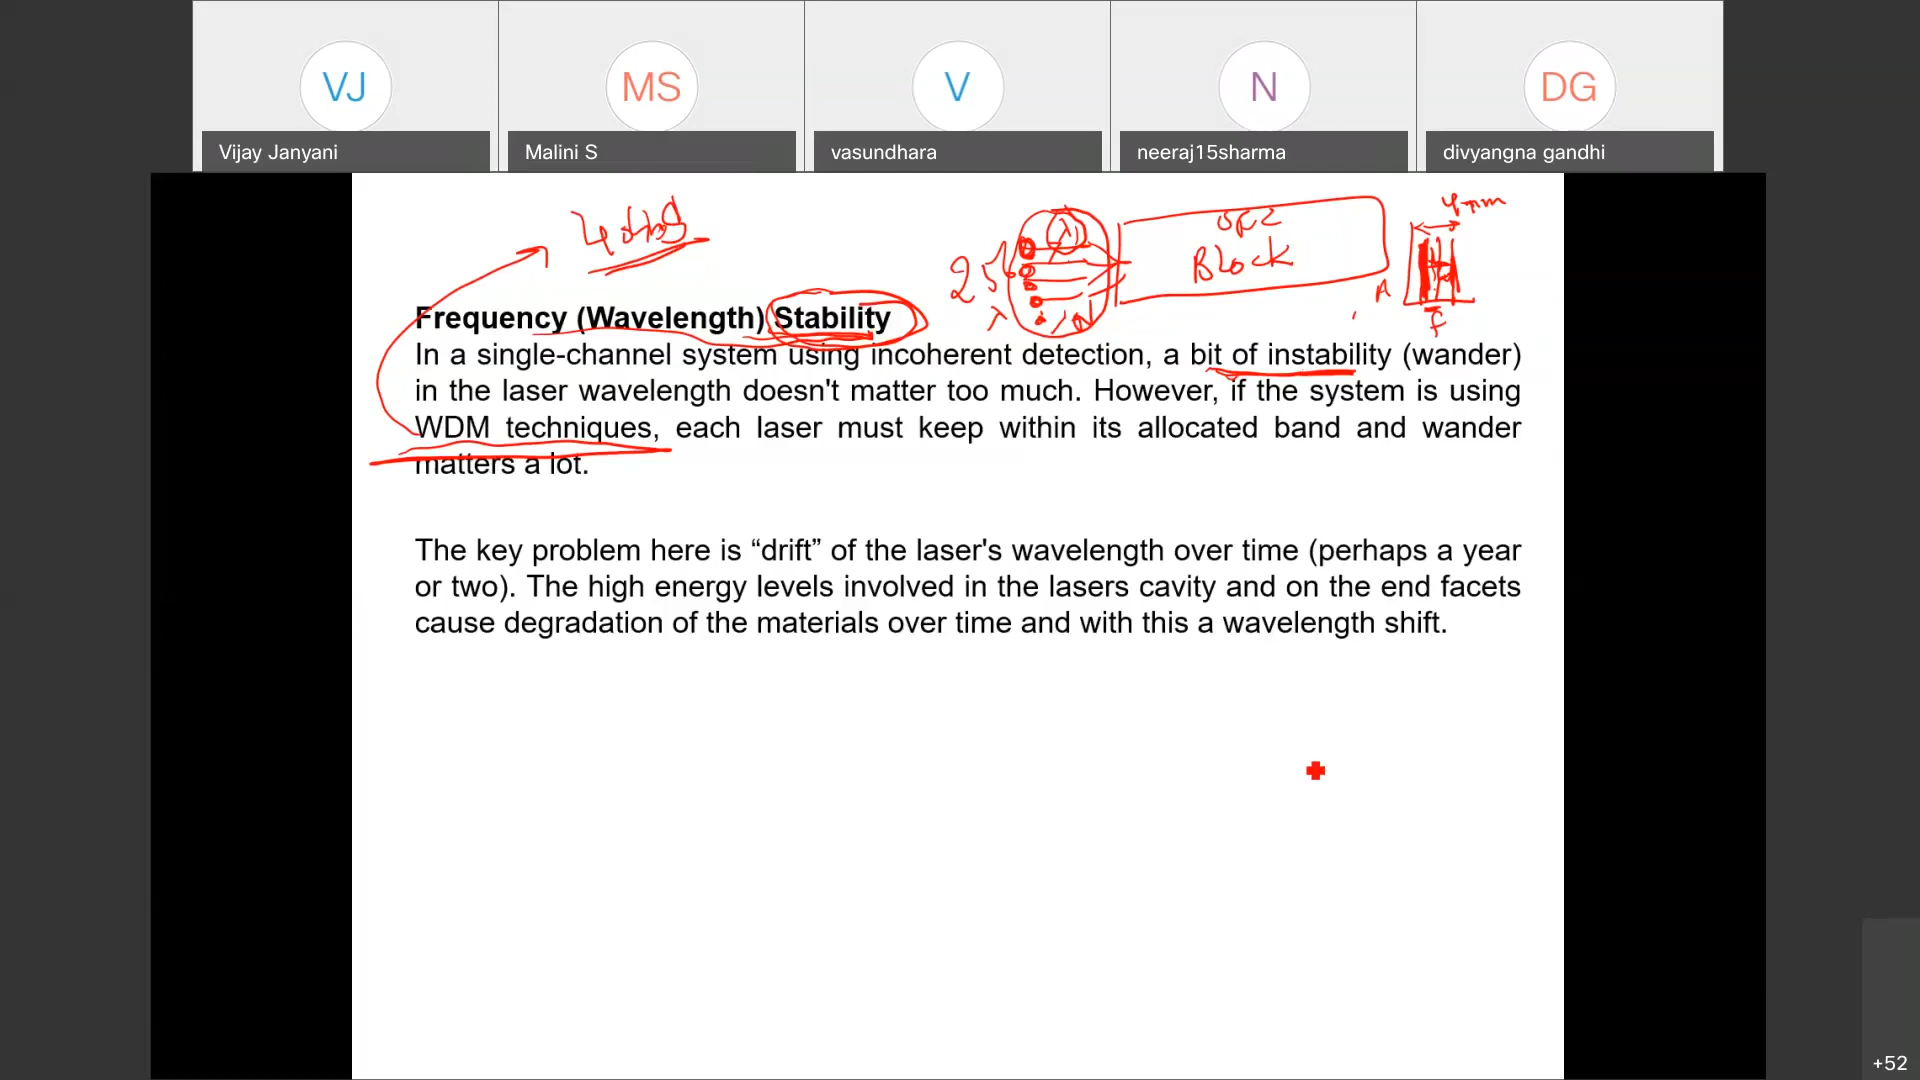 VJ
MS
V
N
DG
Vijay Janyani
Malini S
vasundhara
neeraj15sharma
divyangna gandhi
λ
Block
256
λ
A
f
Frequency (Wavelength) Stability
In a single-channel system using incoherent detection, a bit of instability (wander)
in the laser wavelength doesn't matter too much. However, if the system is using
WDM techniques, each laser must keep within its allocated band and wander
matters a lot.
The key problem here is “drift” of the laser's wavelength over time (perhaps a year
or two). The high energy levels involved in the lasers cavity and on the end facets
cause degradation of the materials over time and with this a wavelength shift.
+52